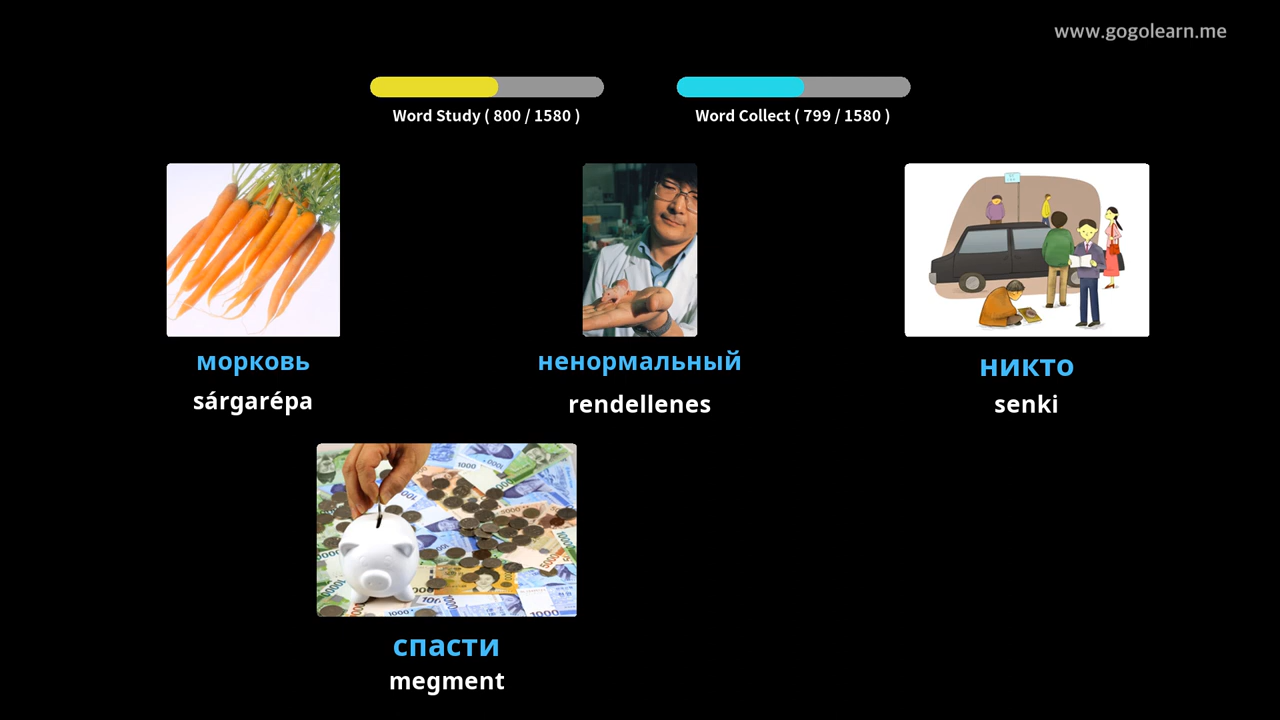 www.gogolearn.me
Word Study ( 800 / 1580 )
Word Collect ( 799 / 1580 )
морковь
sárgarépa
ненормальный
rendellenes
никто
senki
спасти
megment